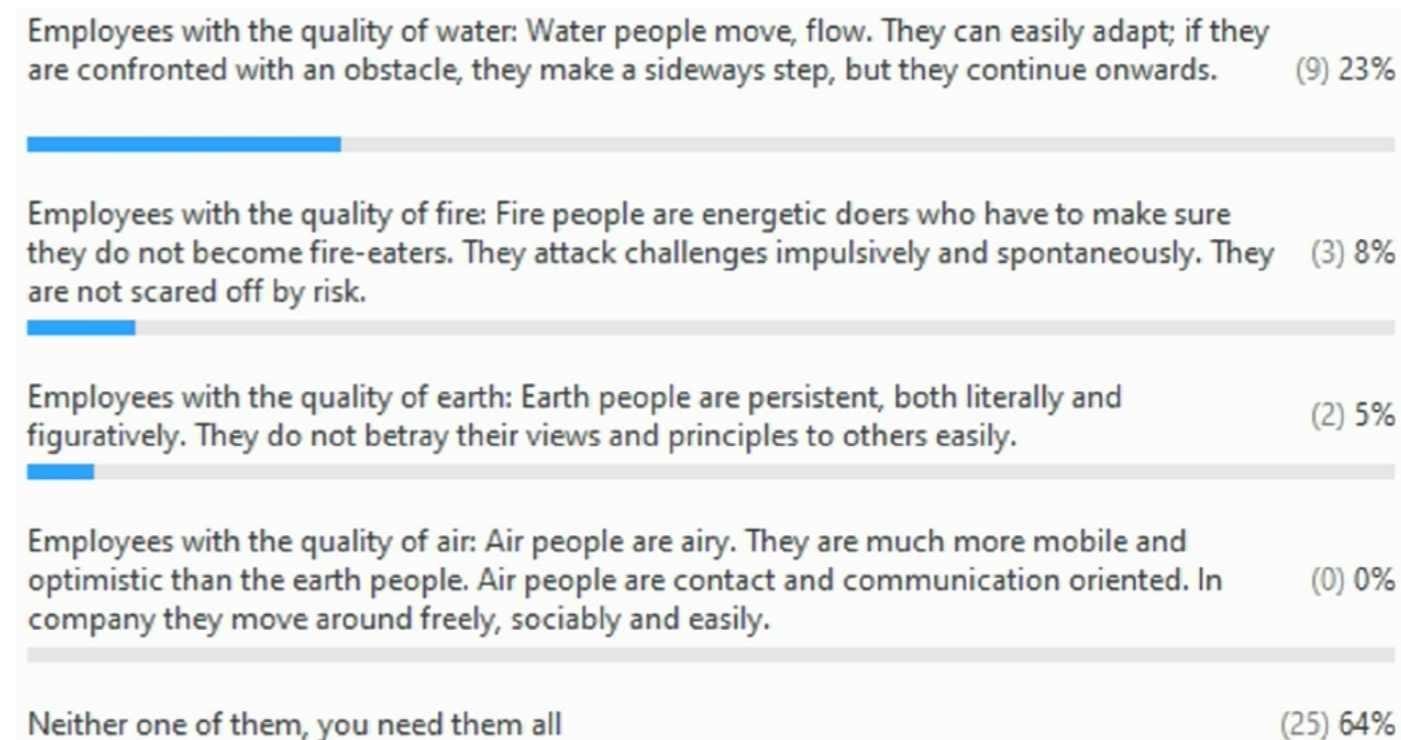 Employees with the quality of water: Water people move, flow. They can easily adapt; if they
are confronted with an obstacle, they make a sideways step, but they continue onwards.
(9) 23%
Employees with the quality of fire: Fire people are energetic doers who have to make sure
they do not become fire-eaters. They attack challenges impulsively and spontaneously. They
are not scared off by risk.
(3) 8%
Employees with the quality of earth: Earth people are persistent, both literally and
figuratively. They do not betray their views and principles to others easily.
(2) 5%
Employees with the quality of air: Air people are airy. They are much more mobile and
optimistic than the earth people. Air people are contact and communication oriented. In
company they move around freely, sociably and easily.
(0) 0%
Neither one of them, you need them all
(25) 64%